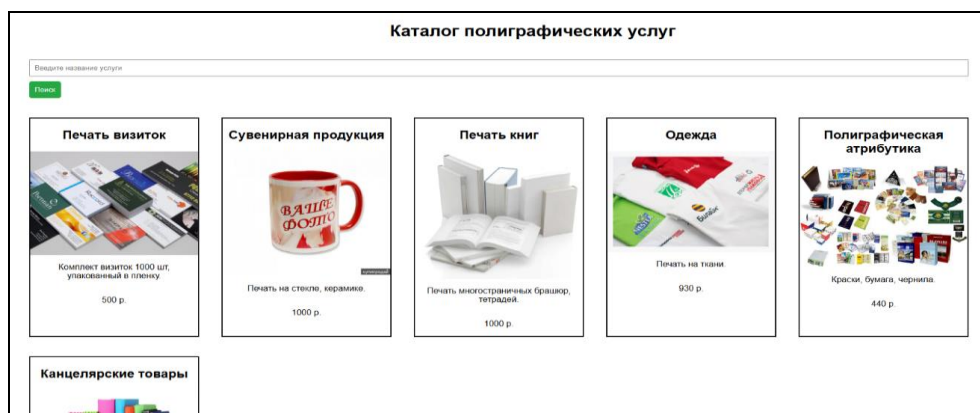 Каталог полиграфических услуг
Введите название услуги
Поиск
Печать визиток
Комплект визиток 1000 шт,
упакованный в пленку.
500 р.
Сувенирная продукция
ВАШЕ
ФОТО
Печать на стекле, керамике.
1000 р.
Печать книг
Печать многостраничных брашюр,
тетрадей.
1000 р.
Одежда
Билайн
Печать на ткани.
930 р.
Полиграфическая
атрибутика
Краски, бумага, чернила.
440 р.
Канцелярские товары